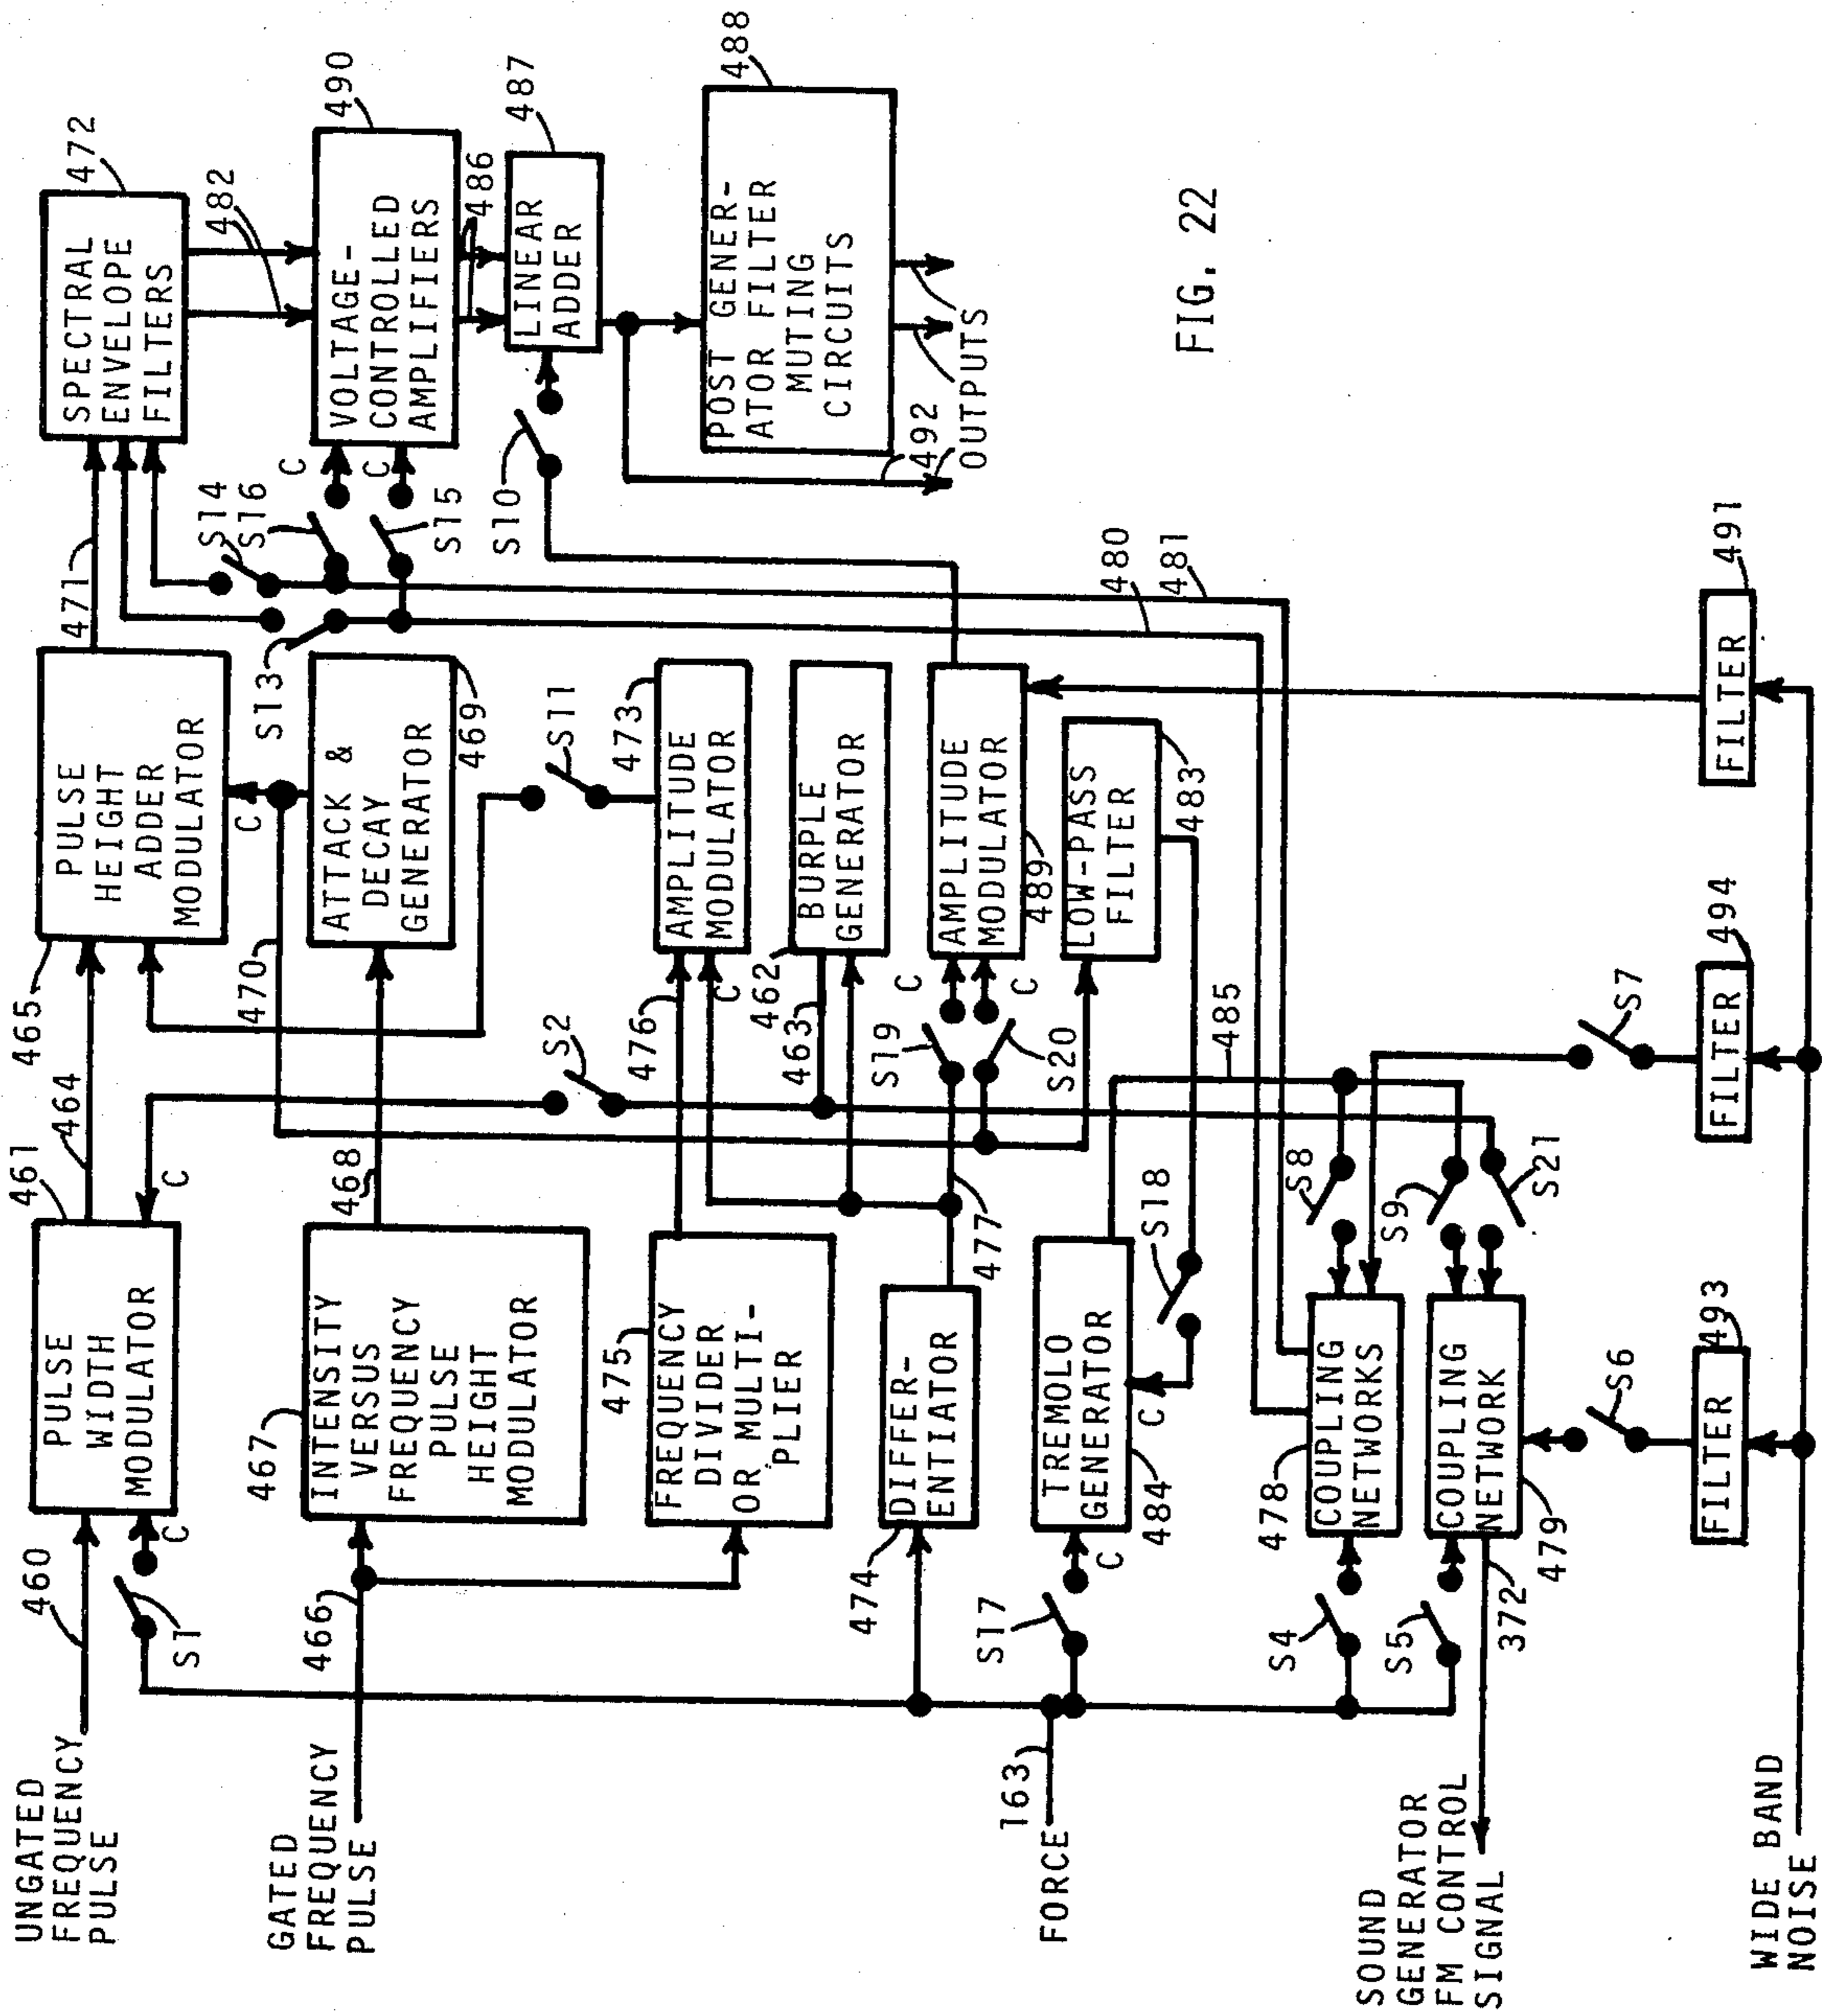 UNGATED
FREQUENCY
PULSE
460
S1
C
461
PULSE
WIDTH
MODULATOR
C
464
465
PULSE
HEIGHT
ADDER
MODULATOR
C
471
472
SPECTRAL
ENVELOPE
FILTERS
482
GATED
FREQUENCY
PULSE
466
467
INTENSITY
VERSUS
FREQUENCY
PULSE
HEIGHT
MODULATOR
468
470
ATTACK &
DECAY
GENERATOR
469
S13
S14
S16
C
C
S15
490
VOLTAGE-
CONTROLLED
AMPLIFIERS
486
475
FREQUENCY
DIVIDER
OR MULTI-
PLIER
476
S2
AMPLITUDE
MODULATOR
473
C
S11
S10
LINEAR
ADDER
487
474
DIFFER-
ENTIATOR
477
463
462
BURPLE
GENERATOR
POST GENER-
ATOR FILTER
MUTING
CIRCUITS
488
492
OUTPUTS
FORCE
163
S17
C
TREMOLO
GENERATOR
484
C
S18
S19
S20
C
C
AMPLITUDE
MODULATOR
489
LOW-PASS
FILTER
483
485
480
481
S4
478
COUPLING
NETWORKS
S8
SOUND
GENERATOR
FM CONTROL
SIGNAL
S5
372
COUPLING
NETWORK
479
S9
S21
S6
S7
WIDE BAND
NOISE
FILTER
493
FILTER
494
FILTER
491
FIG. 22